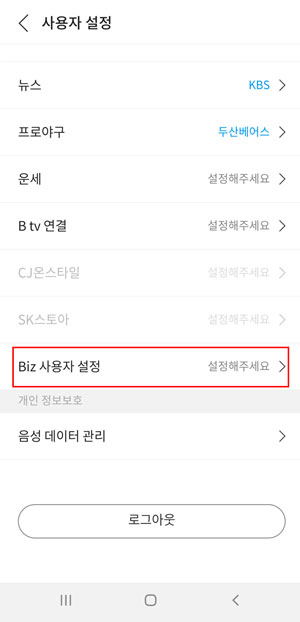 사용자 설정
뉴스 KBS
프로야구 두산베어스
운세 설정해주세요
B tv 연결 설정해주세요
CJ온스타일 설정해주세요
SK스토아 설정해주세요
Biz 사용자 설정 설정해주세요
개인 정보보호
음성 데이터 관리
로그아웃